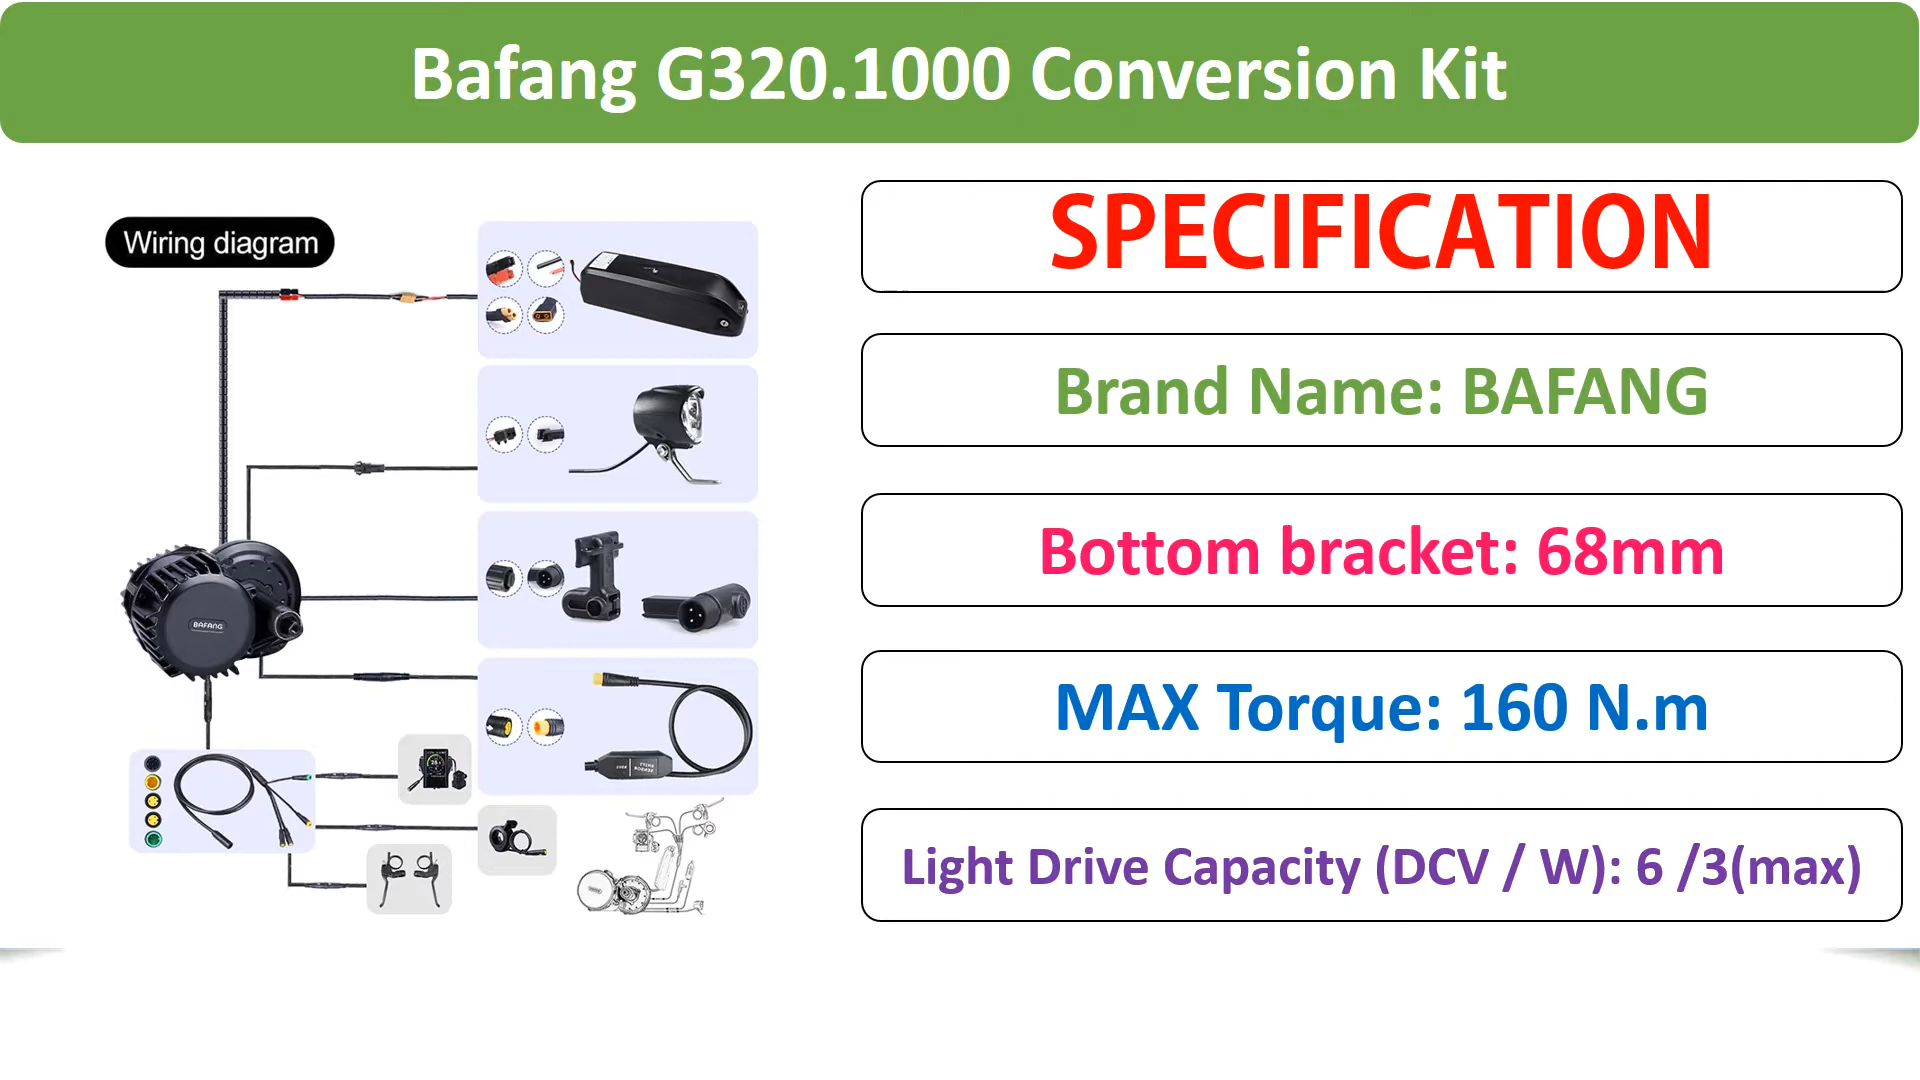 Bafang G320.1000 Conversion Kit
Wiring diagram
BAFANG
SPECIFICATION
Brand Name: BAFANG
Bottom bracket: 68mm
MAX Torque: 160 N.m
Light Drive Capacity (DCV / W): 6 /3(max)